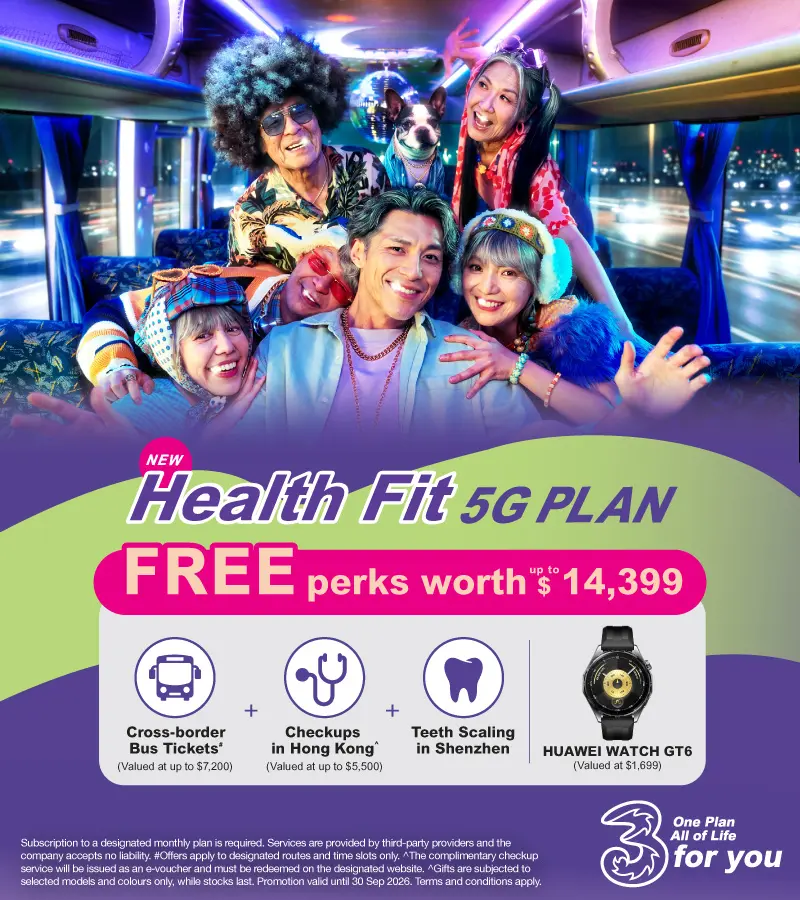 NEW
Health Fit 5G PLAN
FREE perks worth up to $14,399
Cross-border
Bus Tickets#
(Valued at up to $7,200)
+
Checkups
in Hong Kong^
(Valued at up to $5,500)
+
Teeth Scaling
in Shenzhen
HUAWEI WATCH GT6
(Valued at $1,699)
Subscription to a designated monthly plan is required. Services are provided by third-party providers and the
company accepts no liability. #Offers apply to designated routes and time slots only. ^The complimentary checkup
service will be issued as an e-voucher and must be redeemed on the designated website. ^Gifts are subjected to
selected models and colours only, while stocks last. Promotion valid until 30 Sep 2026. Terms and conditions apply.
3
One Plan
All of Life
for you